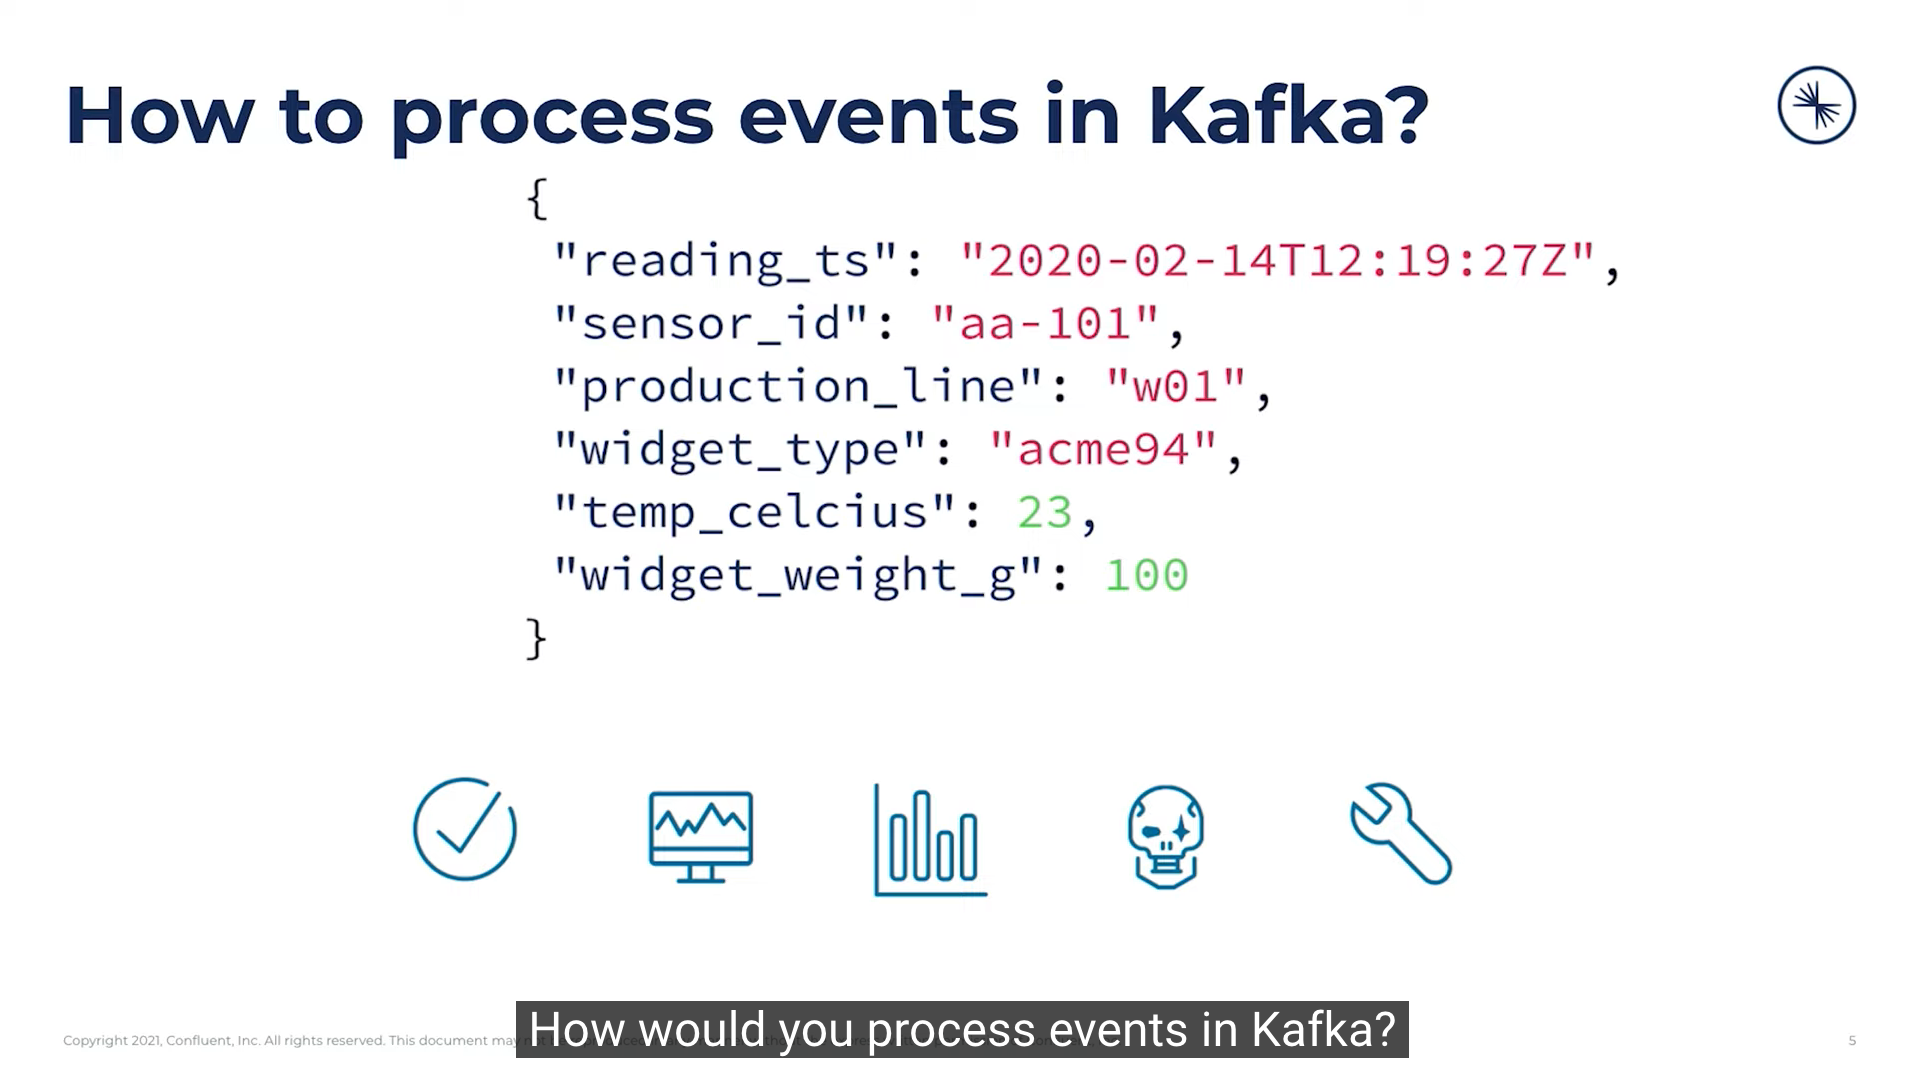 How to process events in Kafka?
{
"reading_ts": "2020-02-14T12:19:27Z",
"sensor_id": "aa-101",
"production_line": "w01",
"widget_type": "acme94",
"temp_celcius": 23,
"widget_weight_g": 100
}
How would you process events in Kafka?
Copyright 2021, Confluent, Inc. All rights reserved. This document may
5